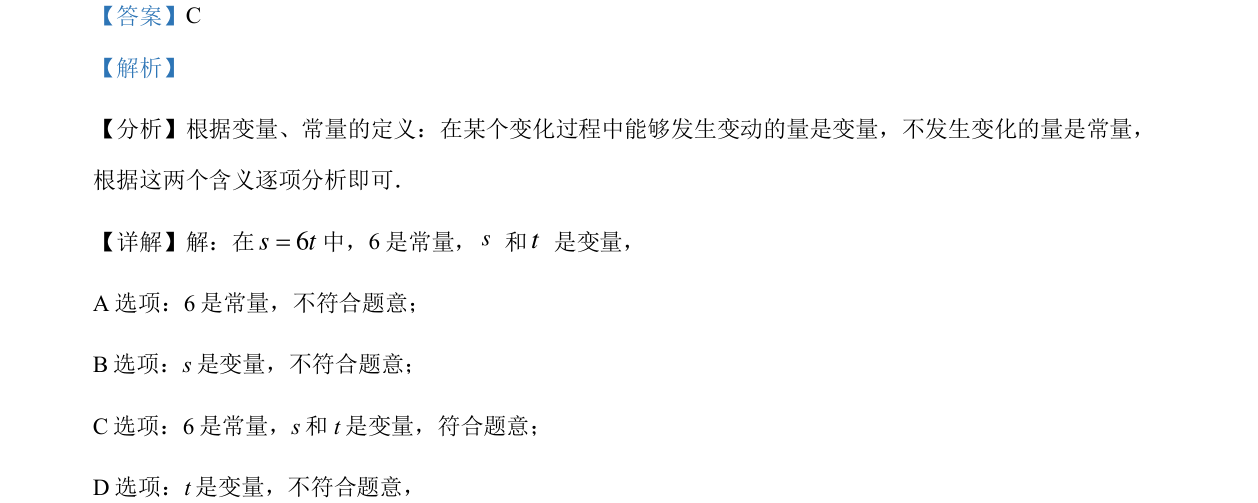 【答案】C
【解析】
【分析】根据变量、常量的定义：在某个变化过程中能够发生变动的量是变量，不发生变化的量是常量，
根据这两个含义逐项分析即可．
【详解】解：在 s = 6t 中，6 是常量， s 和 t 是变量，
A 选项：6 是常量，不符合题意；
B 选项：s 是变量，不符合题意；
C 选项：6 是常量，s 和 t 是变量，符合题意；
D 选项：t 是变量，不符合题意，